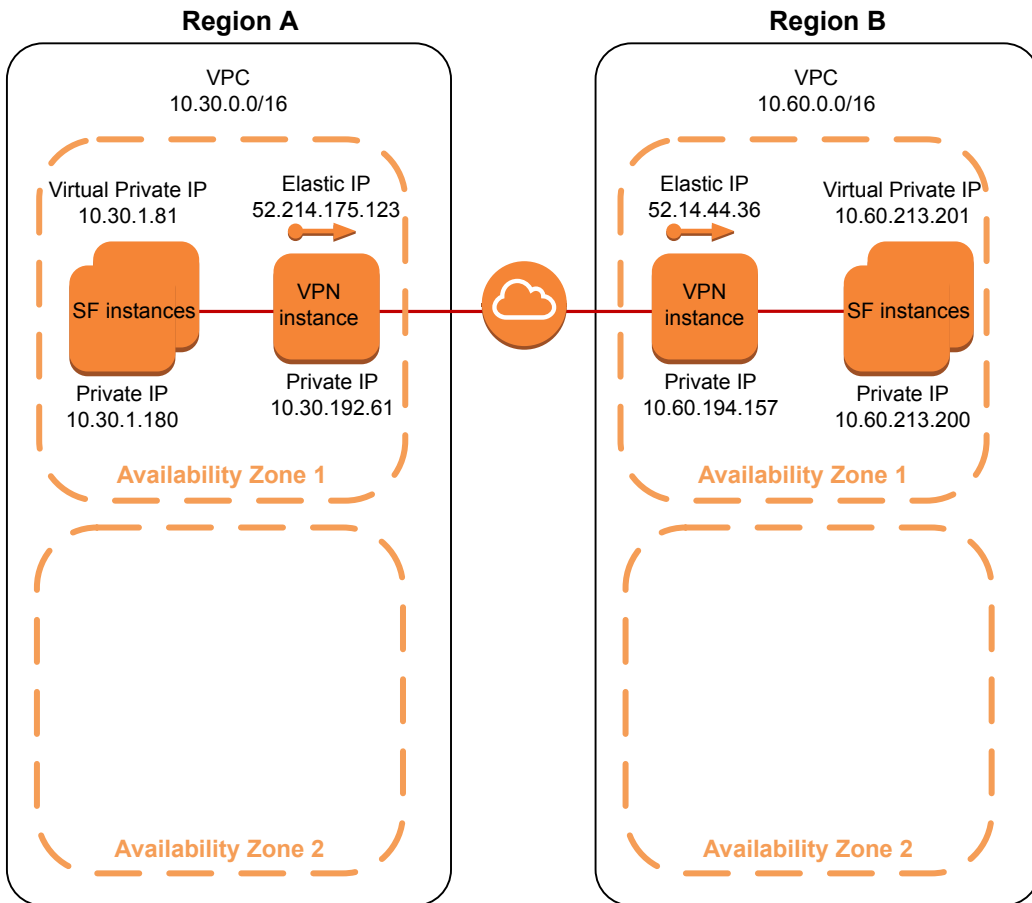 Region A
VPC
10.30.0.0/16
Virtual Private IP
10.30.1.81
Elastic IP
52.214.175.123
SF instances
VPN
instance
Private IP
10.30.1.180
Private IP
10.30.192.61
Availability Zone 1
Availability Zone 2
Region B
VPC
10.60.0.0/16
Elastic IP
52.14.44.36
Virtual Private IP
10.60.213.201
VPN
instance
SF instances
Private IP
10.60.194.157
Private IP
10.60.213.200
Availability Zone 1
Availability Zone 2